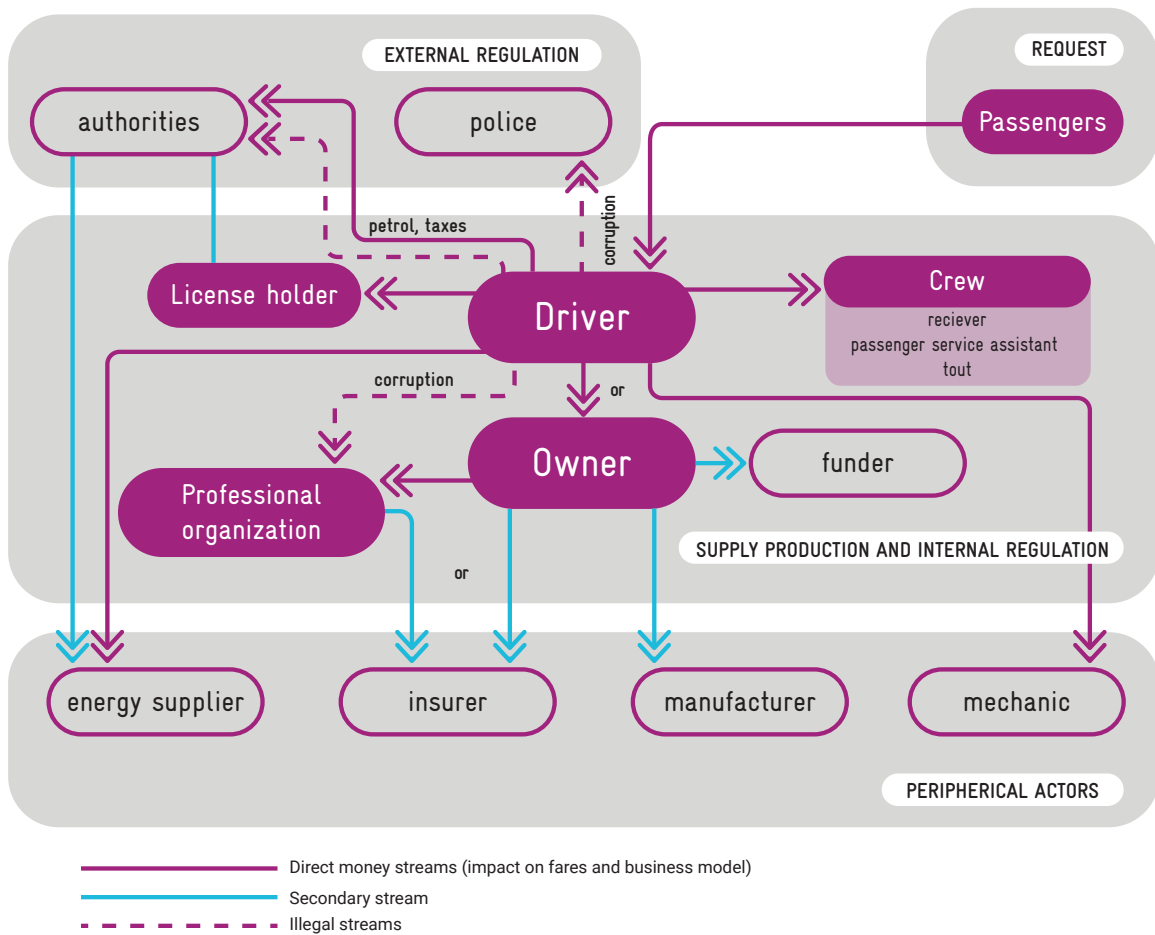 EXTERNAL REGULATION
REQUEST
authorities
police
Passengers
petrol, taxes
corruption
License holder
Driver
Crew
reciever
passenger service assistant
tout
corruption
or
Owner
funder
Professional
organization
SUPPLY PRODUCTION AND INTERNAL REGULATION
or
energy supplier
insurer
manufacturer
mechanic
PERIPHERICAL ACTORS
Direct money streams (impact on fares and business model)
Secondary stream
Illegal streams